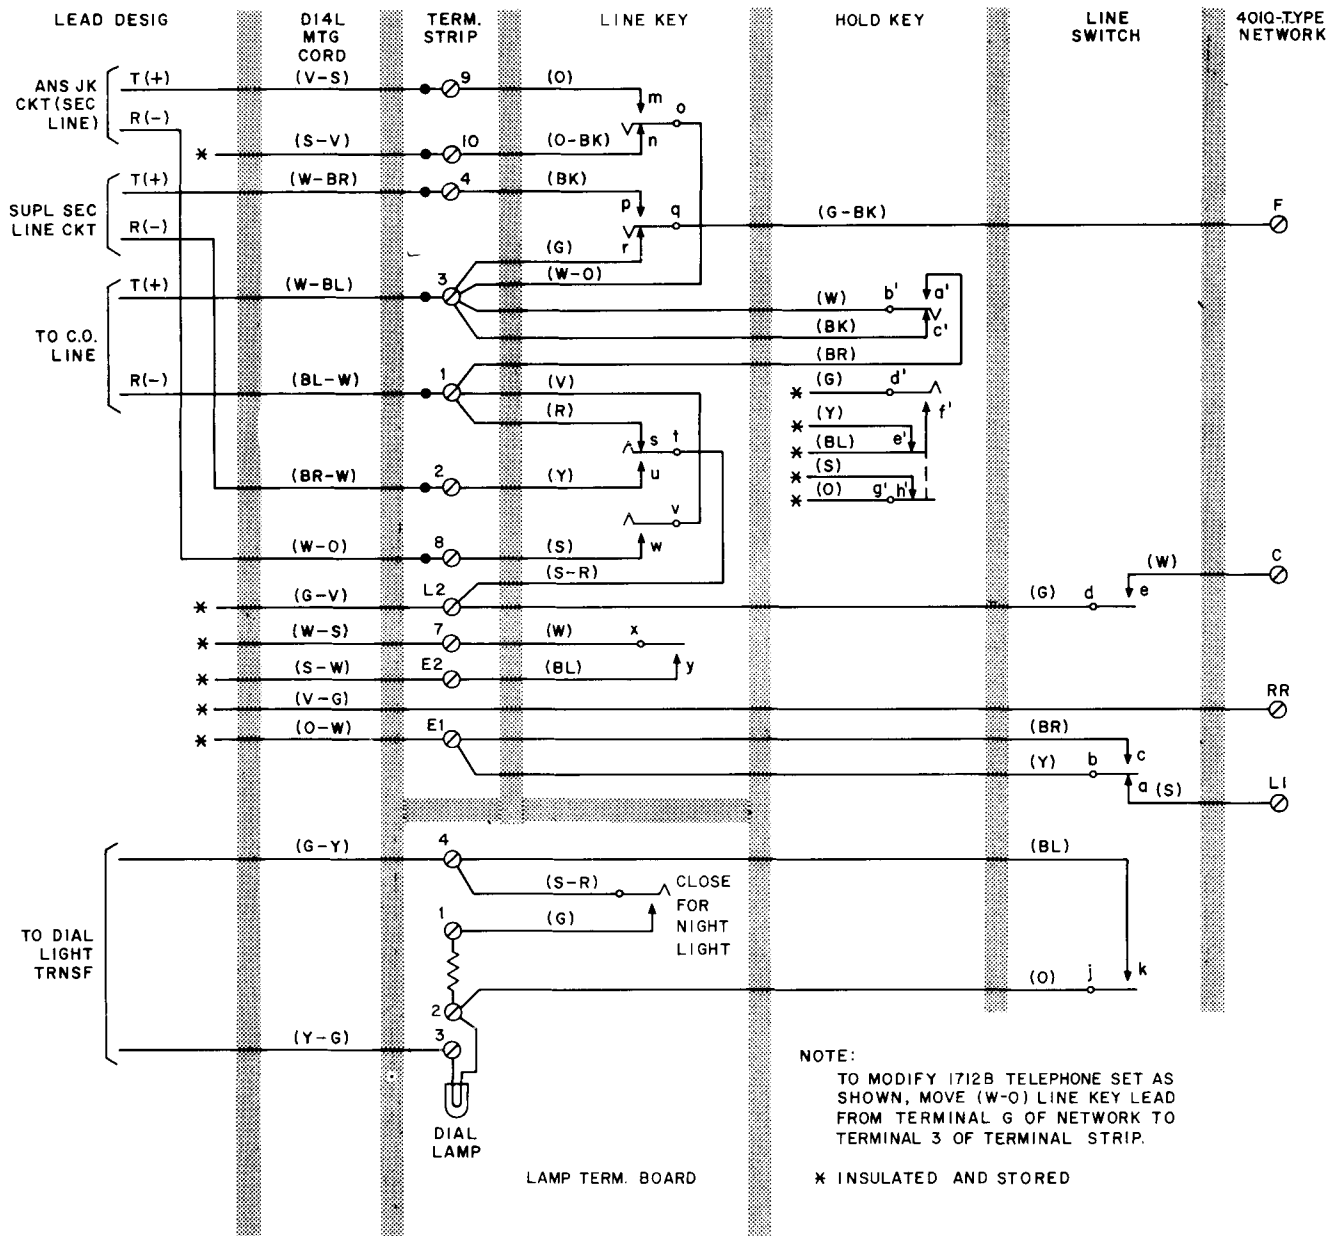 LEAD DESIG
D14L
MTG
CORD
TERM.
STRIP
LINE KEY
HOLD KEY
LINE
SWITCH
4010-TYPE
NETWORK
ANS JK
CKT (SEC
LINE)
T(+)
(V-S)
9
(O)
m
o
R(-)
n
* (S-V)
10
(O-BK)
SUPL SEC
LINE CKT
T(+)
(W-BR)
4
(BK)
p
q
(G-BK)
F
R(-)
r
(G)
(W-O)
TO C.O.
LINE
T(+)
(W-BL)
3
(W)
b'
a'
(BK)
c'
(BR)
R(-)
(BL-W)
1
(V)
(R)
* (G)
d'
f'
* (Y)
* (BL)
e'
* (S)
* (O)
g'
h'
s
t
u
(BR-W)
2
(Y)
v
w
(W-O)
8
(S)
(S-R)
(W)
C
* (G-V)
L2
(G)
d
e
* (W-S)
7
(W)
x
* (S-W)
E2
(BL)
y
* (V-G)
RR
* (O-W)
E1
(BR)
c
(Y)
b
a
(S)
L1
TO DIAL
LIGHT
TRNSF
(G-Y)
4
(BL)
(S-R)
CLOSE
FOR
NIGHT
LIGHT
1
(G)
(O)
j
k
2
(Y-G)
3
DIAL
LAMP
LAMP TERM. BOARD
NOTE:
TO MODIFY 1712B TELEPHONE SET AS
SHOWN, MOVE (W-O) LINE KEY LEAD
FROM TERMINAL G OF NETWORK TO
TERMINAL 3 OF TERMINAL STRIP.
* INSULATED AND STORED